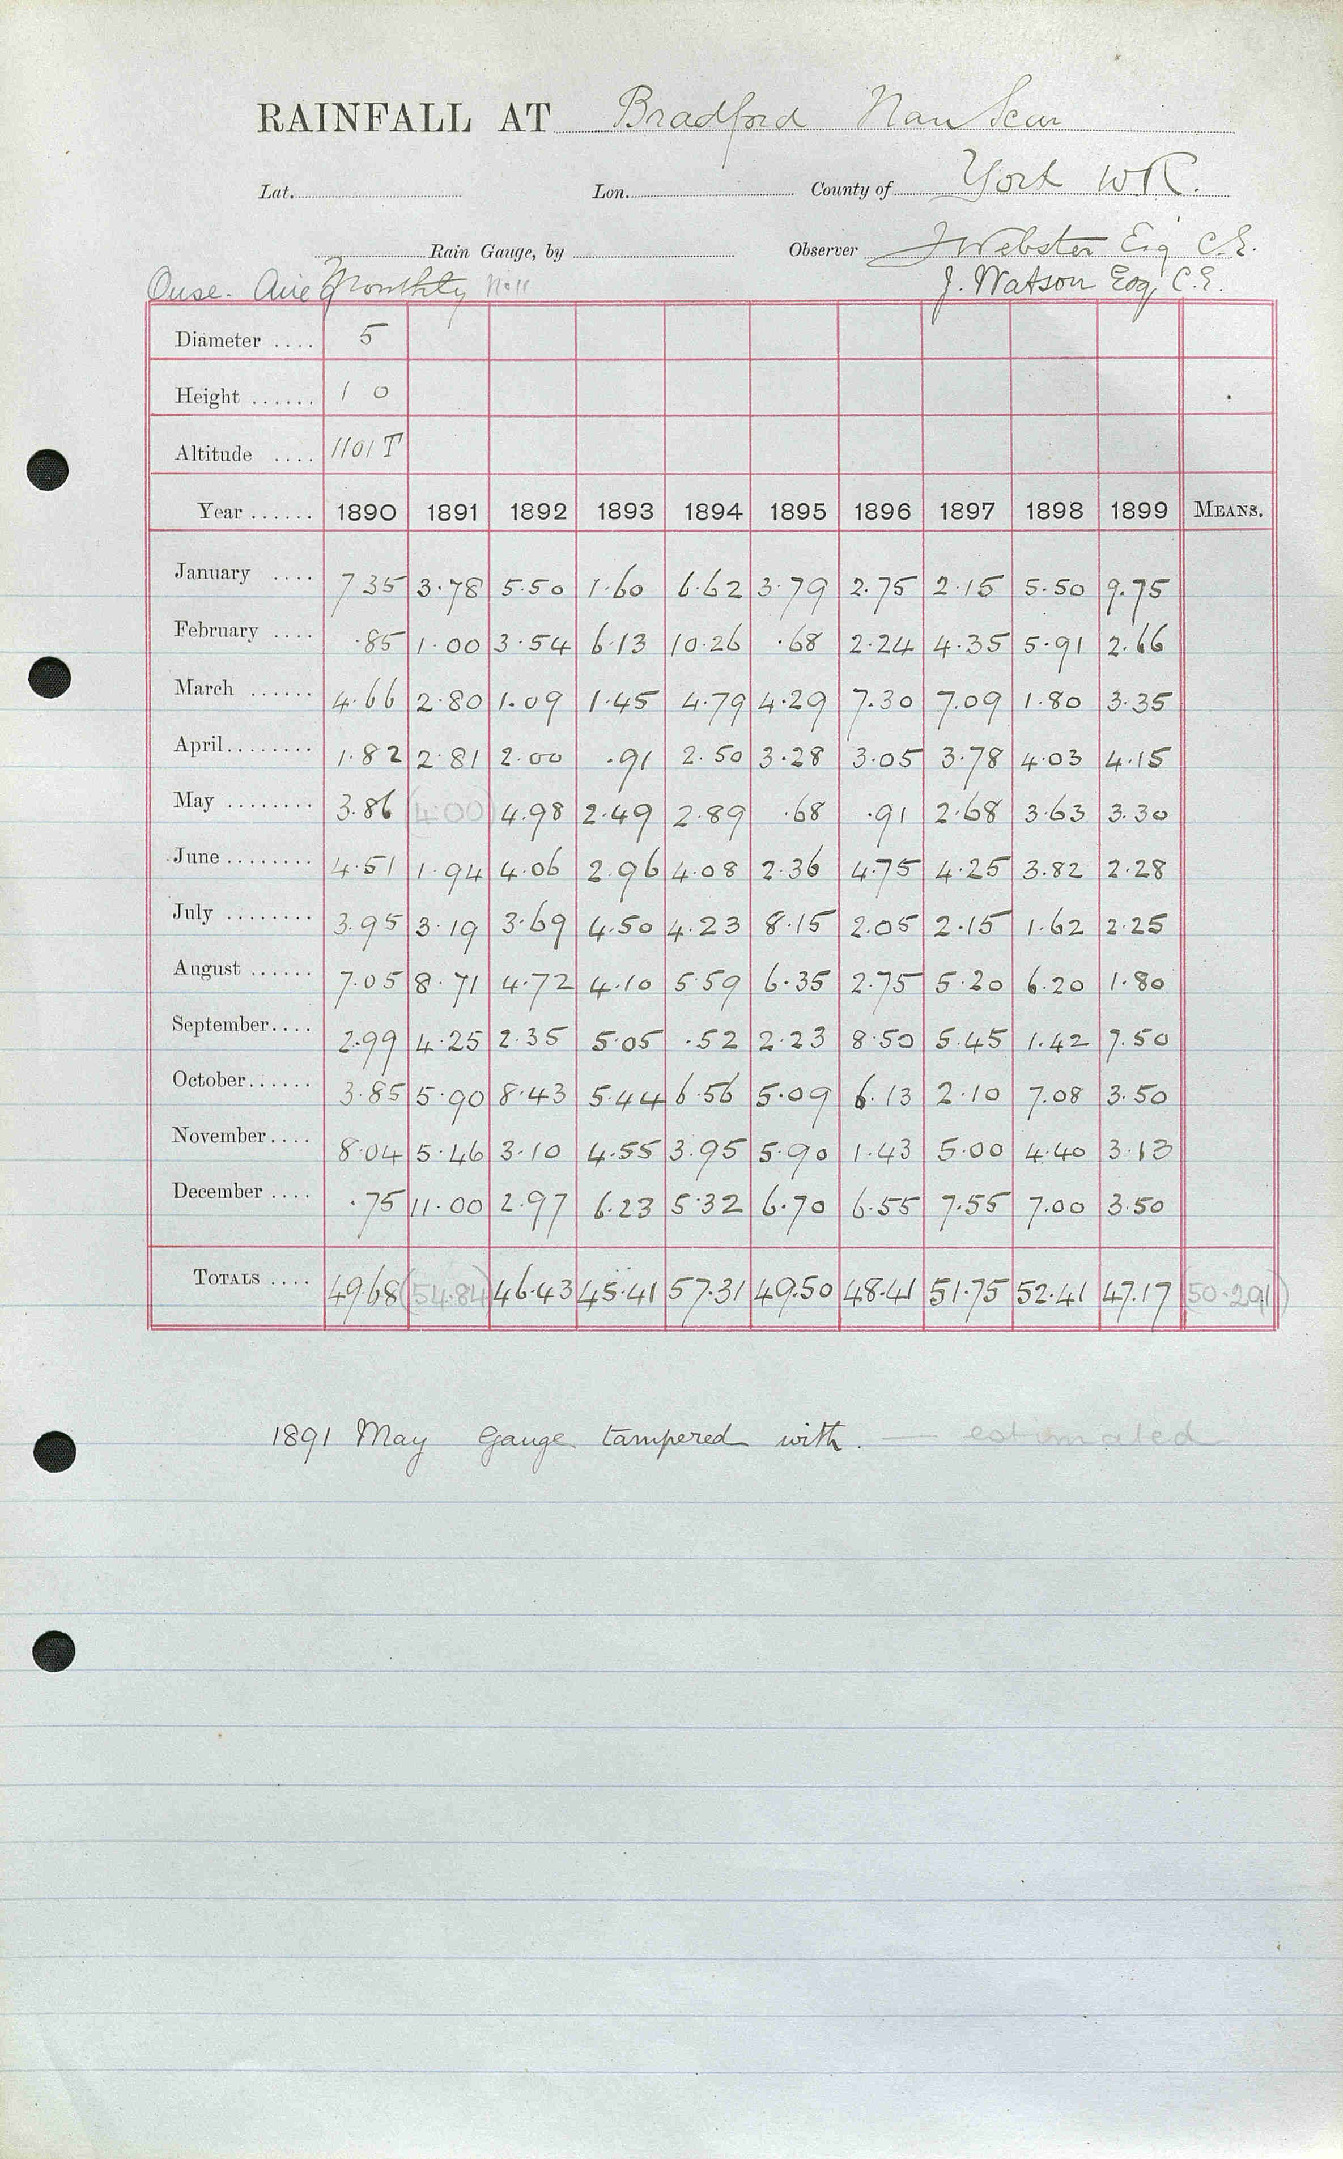 RAINFALL AT Bradford Nan Scar
Lat. Lon. County of York W R.
Rain Gauge, by Observer J Webster Esq C.E.
Ouse. Aire Monthly No 11 J. Watson Esq, C.E.
Diameter .... 5
Height ...... 1 0
Altitude .... 1101 T
Year ...... 1890 1891 1892 1893 1894 1895 1896 1897 1898 1899 MEANS.
January .... 7.35 3.78 5.50 1.60 6.62 3.79 2.75 2.15 5.50 9.75
February .... .85 1.00 3.54 6.13 10.26 .68 2.24 4.35 5.91 2.66
March ...... 4.66 2.80 1.09 1.45 4.79 4.29 7.30 7.09 1.80 3.35
April........ 1.82 2.81 2.00 .91 2.50 3.28 3.05 3.78 4.03 4.15
May ........ 3.86 (4.00) 4.98 2.49 2.89 .68 .91 2.68 3.63 3.30
June ........ 4.51 1.94 4.06 2.96 4.08 2.36 4.75 4.25 3.82 2.28
July ........ 3.95 3.19 3.69 4.50 4.23 8.15 2.05 2.15 1.62 2.25
August ...... 7.05 8.71 4.72 4.10 5.59 6.35 2.75 5.20 6.20 1.80
September.... 2.99 4.25 2.35 5.05 .52 2.23 8.50 5.45 1.42 7.50
October...... 3.85 5.90 8.43 5.44 6.56 5.09 6.13 2.10 7.08 3.50
November.... 8.04 5.46 3.10 4.55 3.95 5.90 1.43 5.00 4.40 3.13
December .... .75 11.00 2.97 6.23 5.32 6.70 6.55 7.55 7.00 3.50
TOTALS .... 49.68 (54.84) 46.43 45.41 57.31 49.50 48.41 51.75 52.41 47.17 (50.291)
1891 May gauge tampered with. — estimated